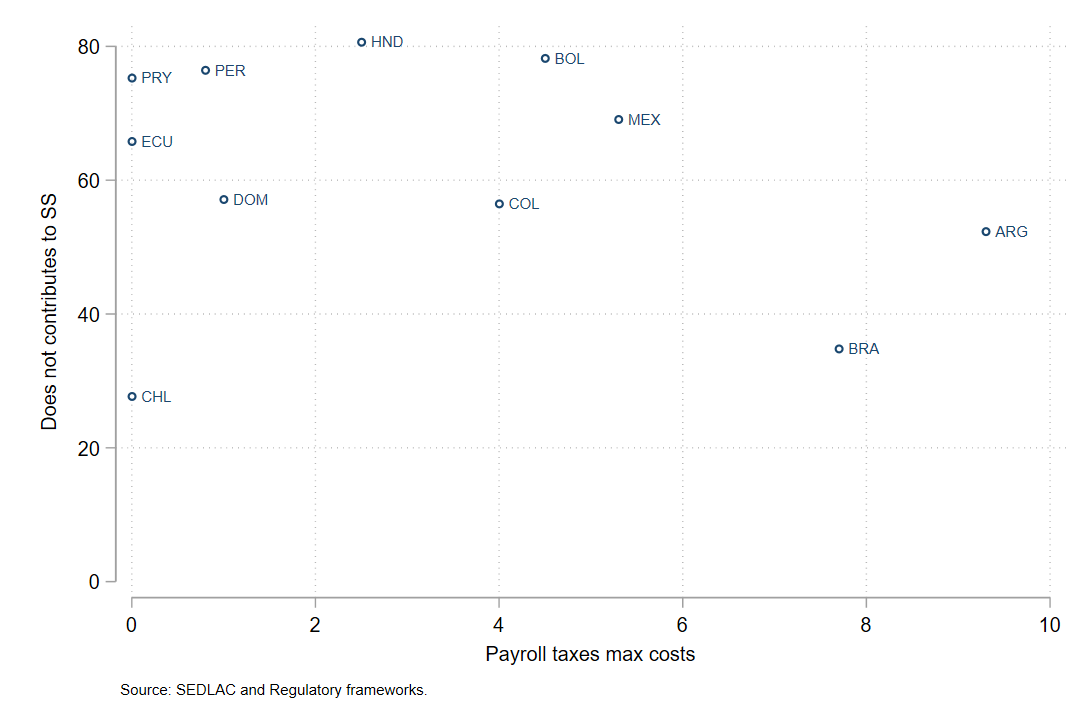 80
HND
BOL
PRY
PER
MEX
ECU
60
DOM
COL
ARG
Does not contributes to SS
40
BRA
CHL
20
0
0 2 4 6 8 10
Payroll taxes max costs
Source: SEDLAC and Regulatory frameworks.